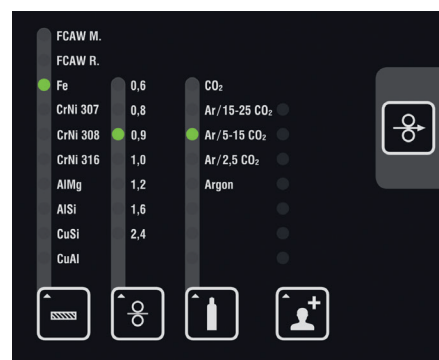 FCAW M.
FCAW R.
Fe
CrNi 307
CrNi 308
CrNi 316
AlMg
AlSi
CuSi
CuAl
0,6
0,8
0,9
1,0
1,2
1,6
2,4
CO₂
Ar/15-25 CO₂
Ar/5-15 CO₂
Ar/2,5 CO₂
Argon